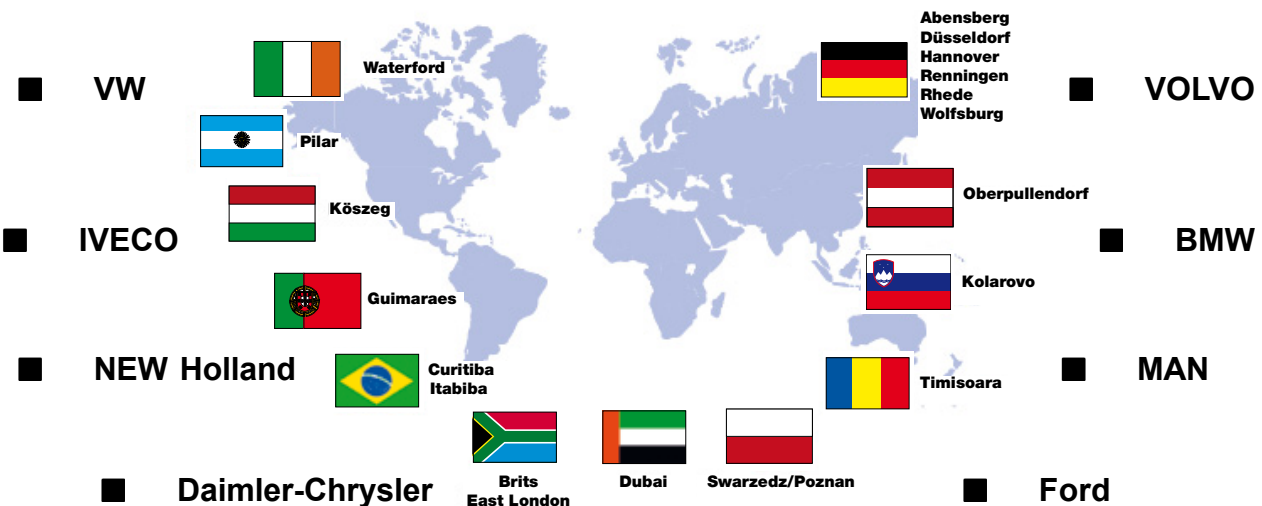 Abensberg
Düsseldorf
Hannover
Renningen
Rhede
Wolfsburg
Waterford
VW
VOLVO
Pilar
Oberpullendorf
Köszeg
IVECO
BMW
Kolarovo
Guimaraes
NEW Holland
Curitiba
Itabiba
Timisoara
MAN
Brits
East London
Dubai
Swarzedz/Poznan
Daimler-Chrysler
Ford